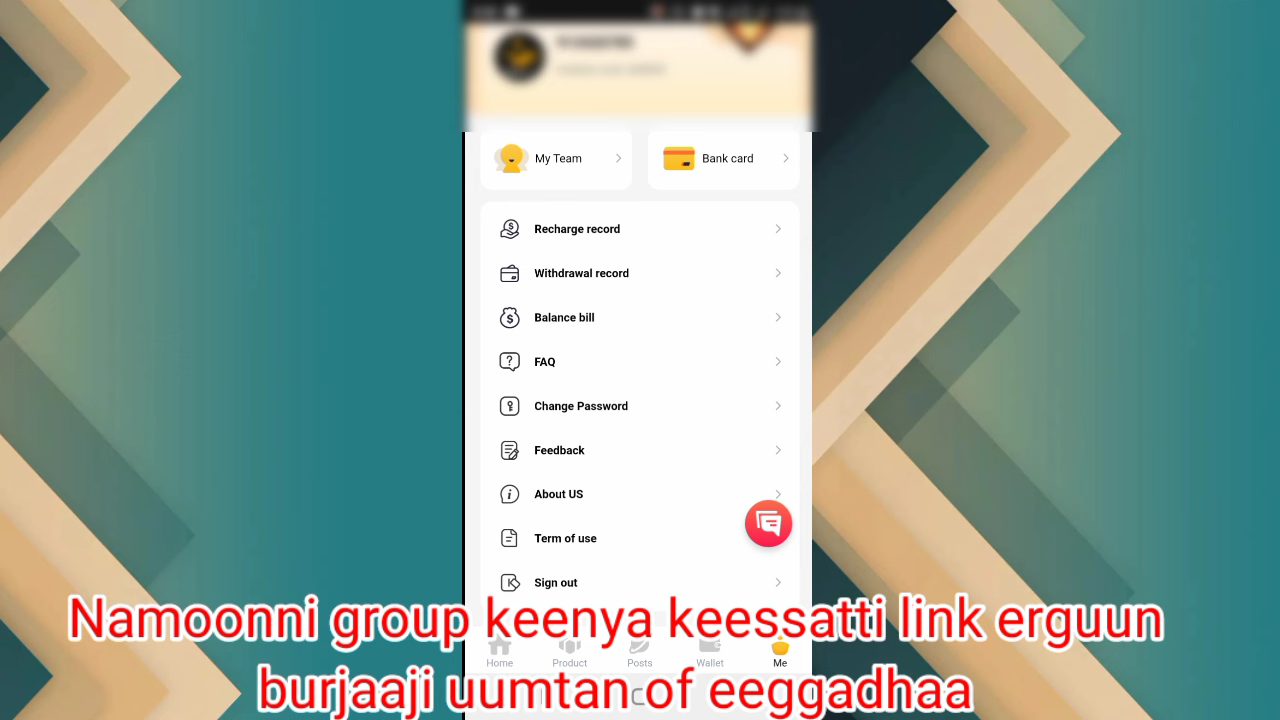 My Team
Bank card
Recharge record
Withdrawal record
Balance bill
FAQ
Change Password
Feedback
About US
Term of use
Sign out
Namoonni group keenya keessatti link erguun
burjaaji uumtan of eeggadhaa
Home Product Posts Wallet Me